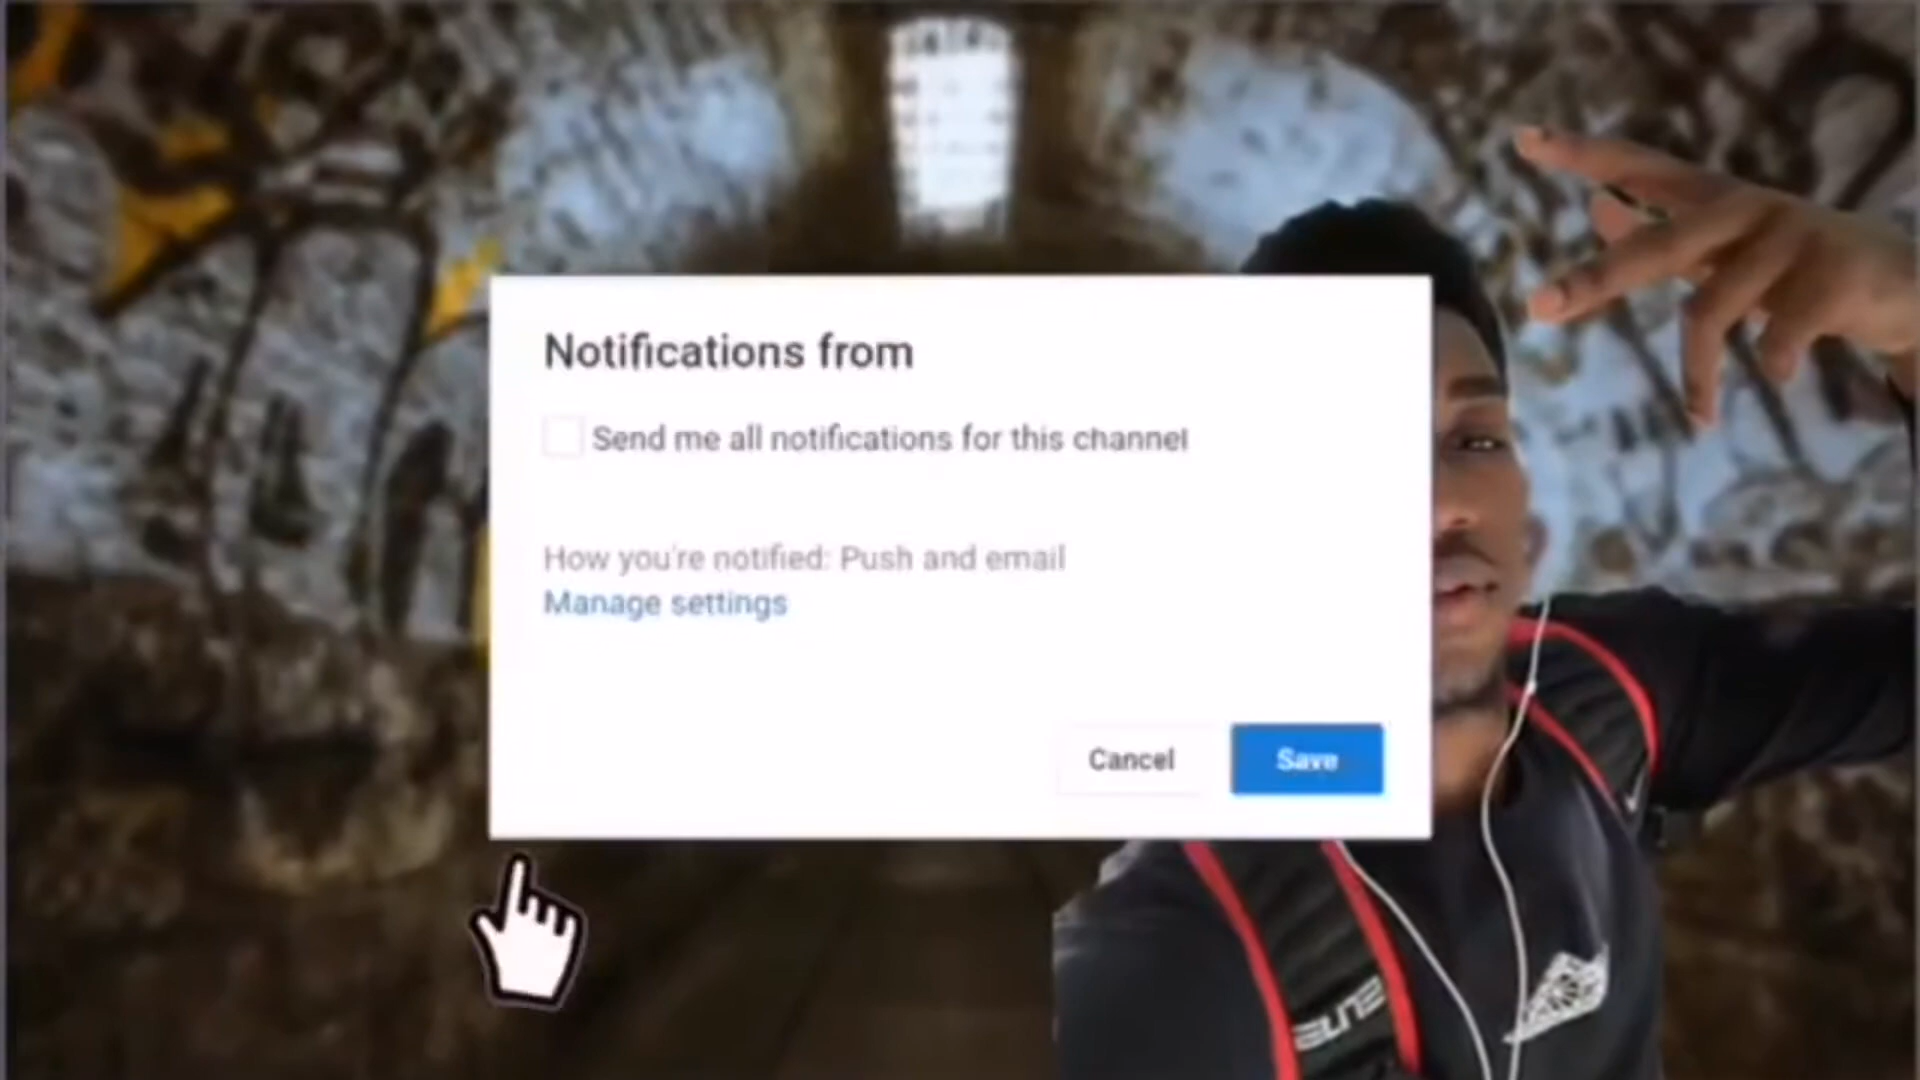 Notifications from
Send me all notifications for this channel
How you're notified: Push and email
Manage settings
Cancel
Save